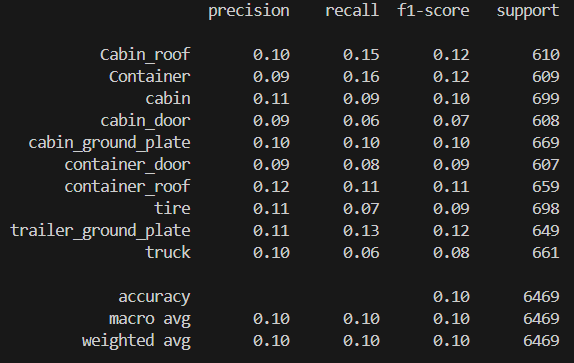 precision recall f1-score support
Cabin_roof 0.10 0.15 0.12 610
Container 0.09 0.16 0.12 609
cabin 0.11 0.09 0.10 699
cabin_door 0.09 0.06 0.07 608
cabin_ground_plate 0.10 0.10 0.10 669
container_door 0.09 0.08 0.09 607
container_roof 0.12 0.11 0.11 659
tire 0.11 0.07 0.09 698
trailer_ground_plate 0.11 0.13 0.12 649
truck 0.10 0.06 0.08 661
accuracy 0.10 6469
macro avg 0.10 0.10 0.10 6469
weighted avg 0.10 0.10 0.10 6469